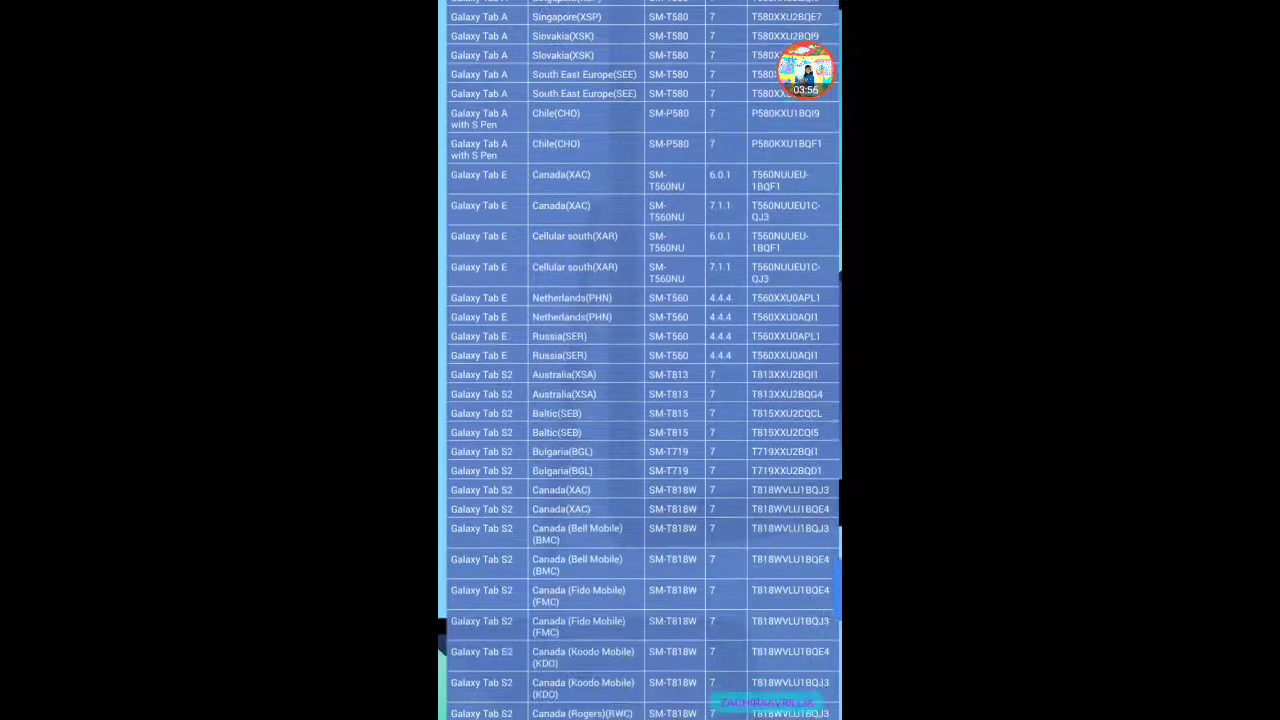 Galaxy Tab A Singapore(XSP) SM-T580 7 T580XXU2BQE7
Galaxy Tab A Slovakia(XSK) SM-T580 7 T580XXU2BQI9
Galaxy Tab A Slovakia(XSK) SM-T580 7
Galaxy Tab A South East Europe(SEE) SM-T580 7
Galaxy Tab A South East Europe(SEE) SM-T580 7
03:56
Galaxy Tab A Chile(CHO) SM-P580 7 P580KXU1BQI9
with S Pen
Galaxy Tab A Chile(CHO) SM-P580 7 P580KXU1BQF1
with S Pen
Galaxy Tab E Canada(XAC) SM- 6.0.1 T560NUUEU-
T560NU 1BQF1
Galaxy Tab E Canada(XAC) SM- 7.1.1 T560NUUEU1C-
T560NU QJ3
Galaxy Tab E Cellular south(XAR) SM- 6.0.1 T560NUUEU-
T560NU 1BQF1
Galaxy Tab E Cellular south(XAR) SM- 7.1.1 T560NUUEU1C-
T560NU QJ3
Galaxy Tab E Netherlands(PHN) SM-T560 4.4.4 T560XXU0APL1
Galaxy Tab E Netherlands(PHN) SM-T560 4.4.4 T560XXU0AQI1
Galaxy Tab E Russia(SER) SM-T560 4.4.4 T560XXU0APL1
Galaxy Tab E Russia(SER) SM-T560 4.4.4 T560XXU0AQI1
Galaxy Tab S2 Australia(XSA) SM-T813 7 T813XXU2BQI1
Galaxy Tab S2 Australia(XSA) SM-T813 7 T813XXU2BQG4
Galaxy Tab S2 Baltic(SEB) SM-T815 7 T815XXU2CQCL
Galaxy Tab S2 Baltic(SEB) SM-T815 7
Galaxy Tab S2 Bulgaria(BGL) SM-T719 7 T719XXU2BQI1
Galaxy Tab S2 Bulgaria(BGL) SM-T719 7 T719XXU2BQD1
Galaxy Tab S2 Canada(XAC) SM-T818W 7 T818WVLU1BQJ3
Galaxy Tab S2 Canada(XAC) SM-T818W 7 T818WVLU1BQE4
Galaxy Tab S2 Canada (Bell Mobile) SM-T818W 7 T818WVLU1BQJ3
(BMC)
Galaxy Tab S2 Canada (Bell Mobile) SM-T818W 7 T818WVLU1BQE4
(BMC)
Galaxy Tab S2 Canada (Fido Mobile) SM-T818W 7 T818WVLU1BQE4
(FMC)
Galaxy Tab S2 Canada (Fido Mobile) SM-T818W 7 T818WVLU1BQJ3
(FMC)
Galaxy Tab S2 Canada (Koodo Mobile) SM-T818W 7 T818WVLU1BQE4
(KDO)
Galaxy Tab S2 Canada (Koodo Mobile) SM-T818W 7 T818WVLU1BQJ3
(KDO)
Galaxy Tab S2 Canada (Rogers)(RWC) SM-T818W 7 T818WVLU1BQJ3